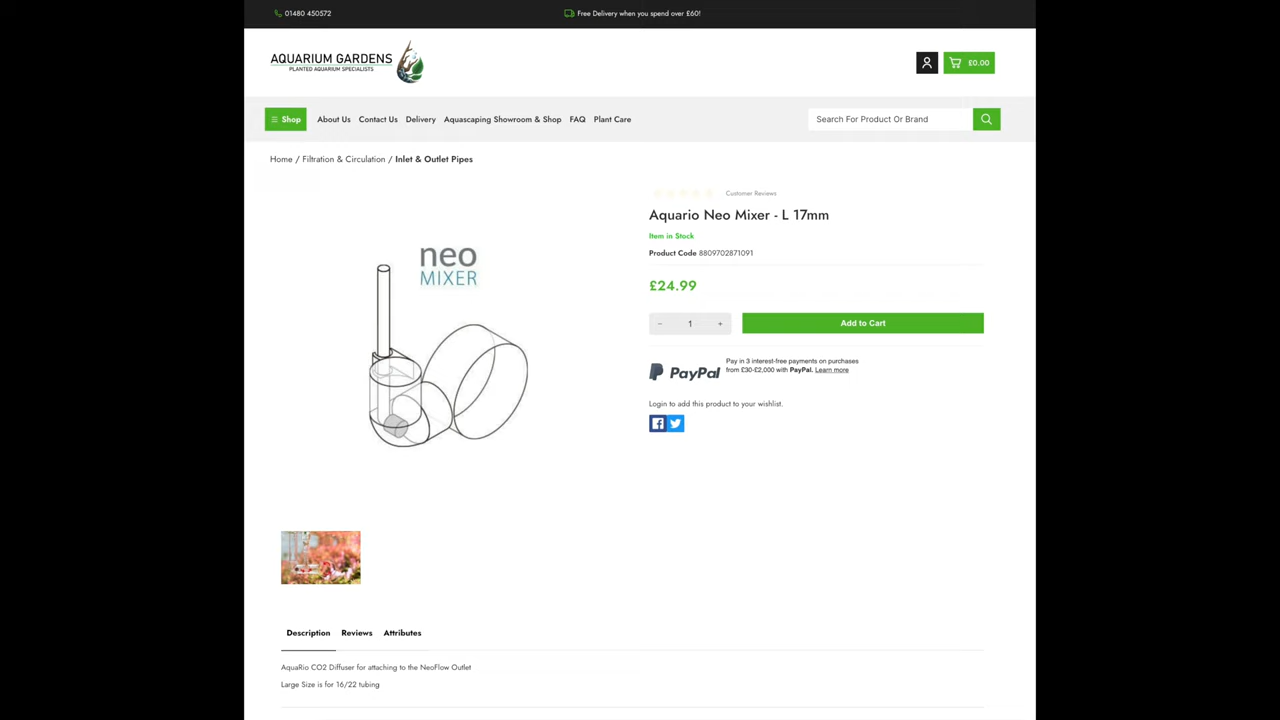 01480 450572
Free Delivery when you spend over £60!
AQUARIUM GARDENS
PLANTED AQUARIUM SPECIALISTS
£0.00
Shop
About Us
Contact Us
Delivery
Aquascaping Showroom & Shop
FAQ
Plant Care
Search For Product Or Brand
Home / Filtration & Circulation / Inlet & Outlet Pipes
Customer Reviews
Aquario Neo Mixer - L 17mm
Item in Stock
Product Code 8809702871091
£24.99
- 1 +
Add to Cart
PayPal
Pay in 3 interest-free payments on purchases
from £30-£2,000 with PayPal. Learn more
Login to add this product to your wishlist.
neo
MIXER
Description
Reviews
Attributes
AquaRio CO2 Diffuser for attaching to the NeoFlow Outlet
Large Size is for 16/22 tubing